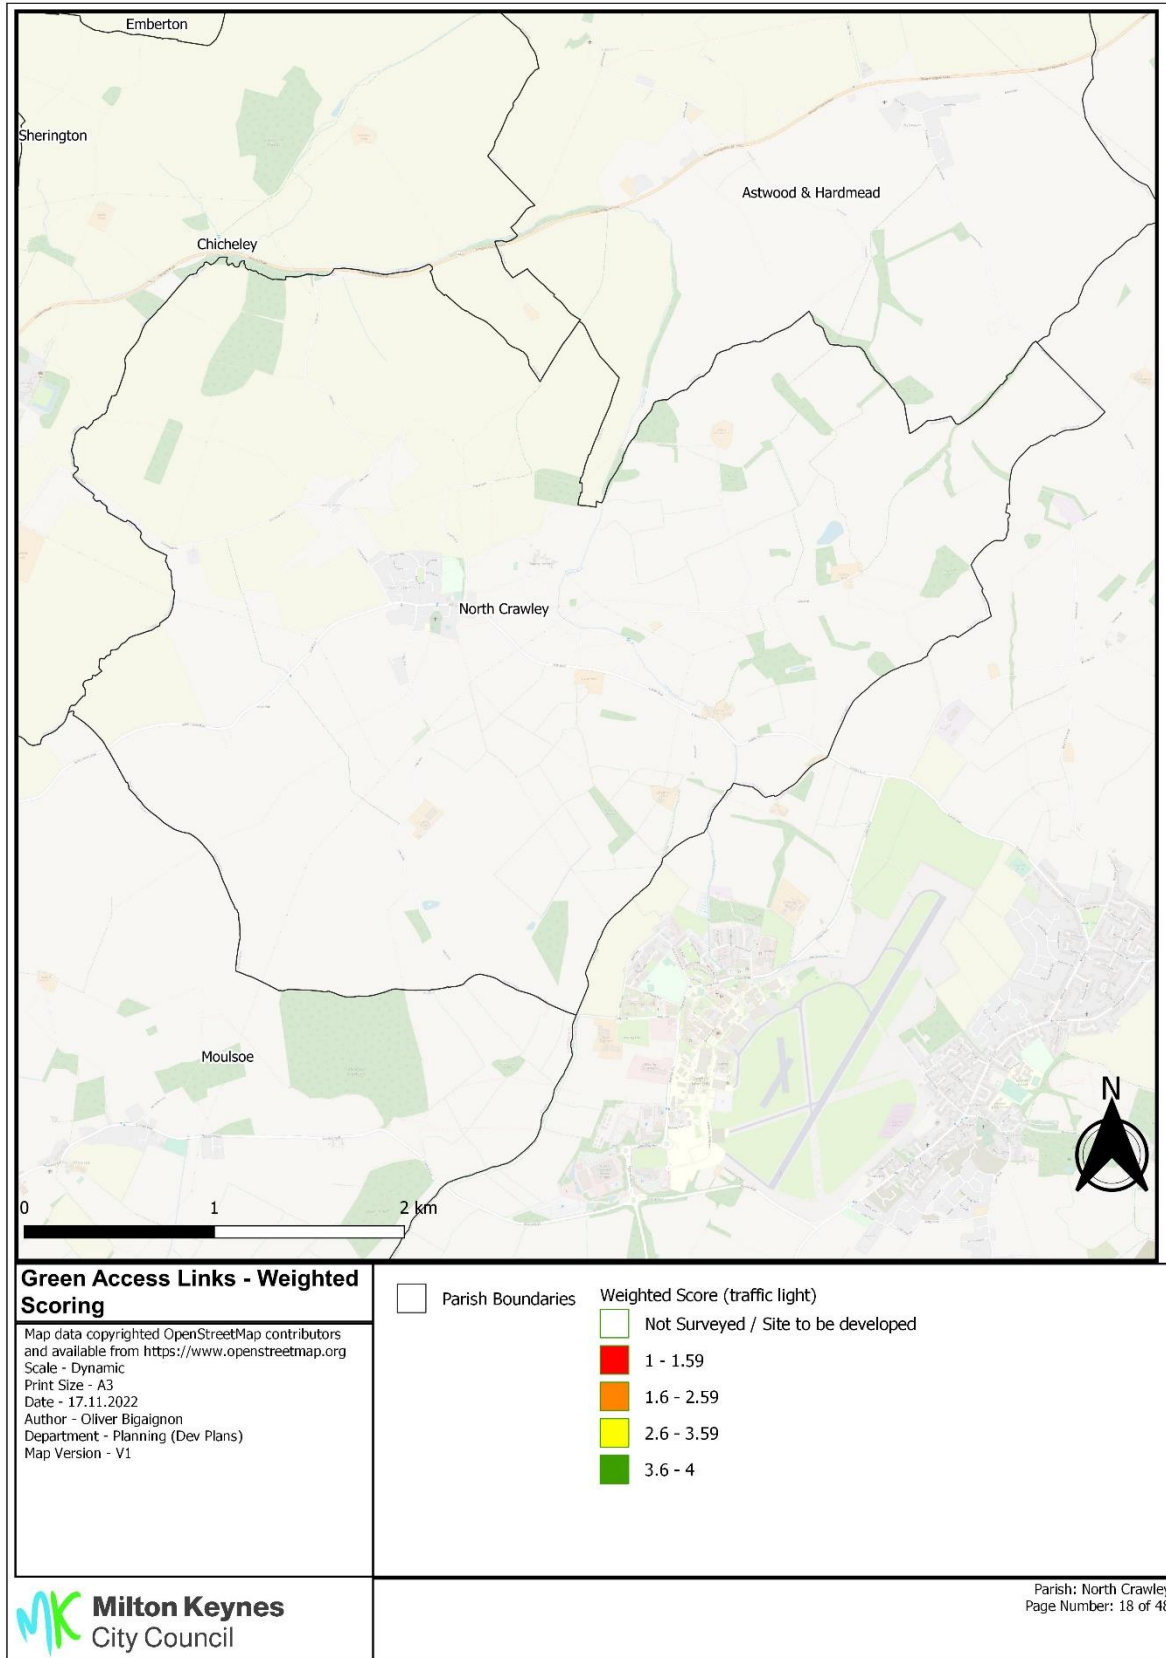 Emberton
Sherington
Astwood & Hardmead
Chicheley
North Crawley
Moulsoe
N
0 1 2 km
Green Access Links - Weighted
Scoring
Map data copyrighted OpenStreetMap contributors
and available from https://www.openstreetmap.org
Scale - Dynamic
Print Size - A3
Date - 17.11.2022
Author - Oliver Bigaignon
Department - Planning (Dev Plans)
Map Version - V1
Parish Boundaries
Weighted Score (traffic light)
Not Surveyed / Site to be developed
1 - 1.59
1.6 - 2.59
2.6 - 3.59
3.6 - 4
MK Milton Keynes
City Council
Parish: North Crawley
Page Number: 18 of 48